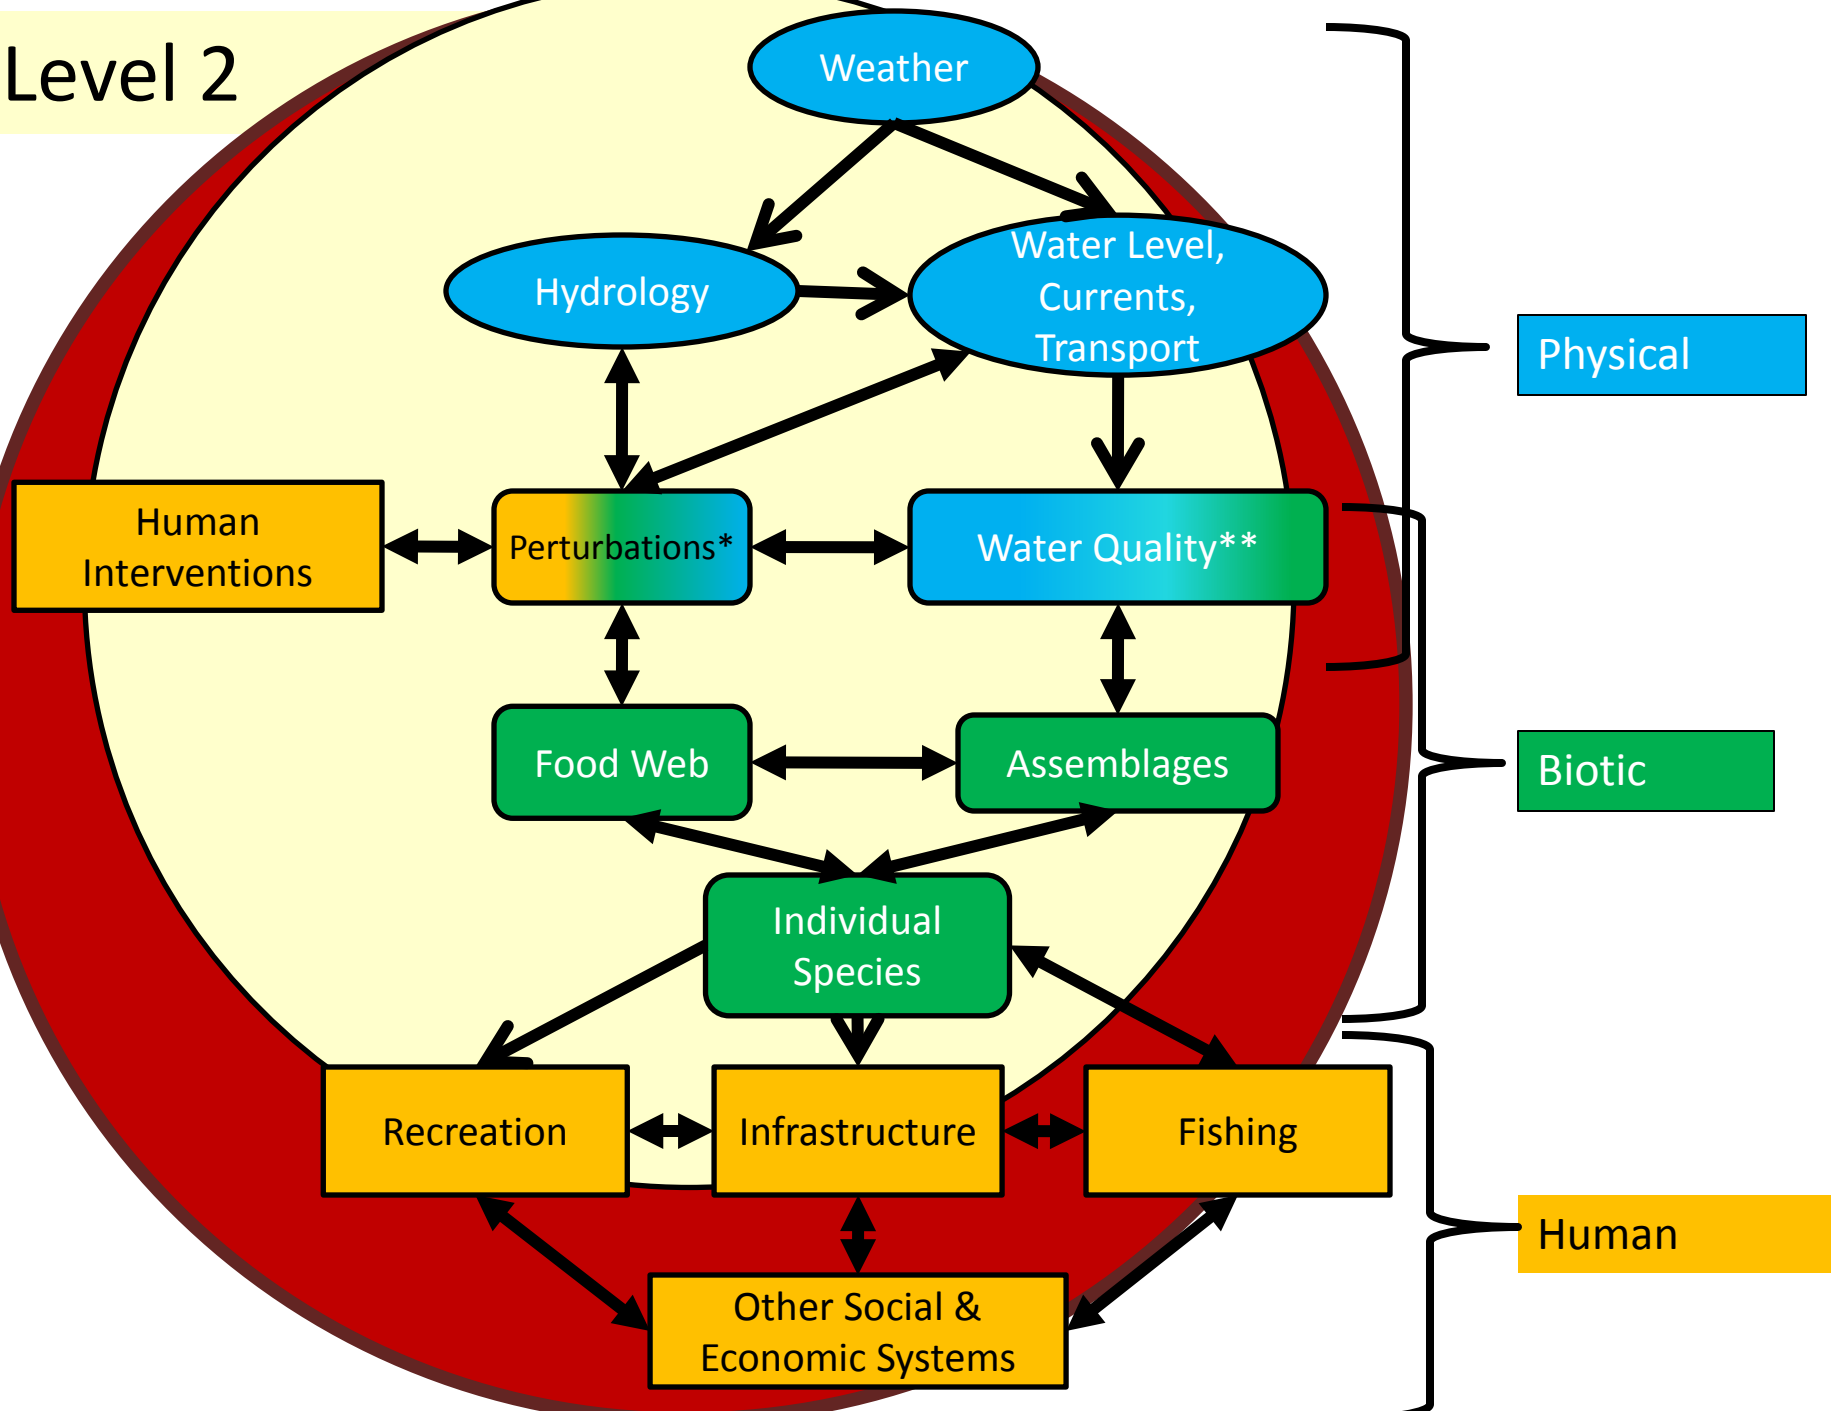 Level 2
Weather
Hydrology
Water Level,
Currents,
Transport
Physical
Human
Interventions
Perturbations*
Water Quality**
Food Web
Assemblages
Biotic
Individual
Species
Recreation
Infrastructure
Fishing
Human
Other Social &
Economic Systems